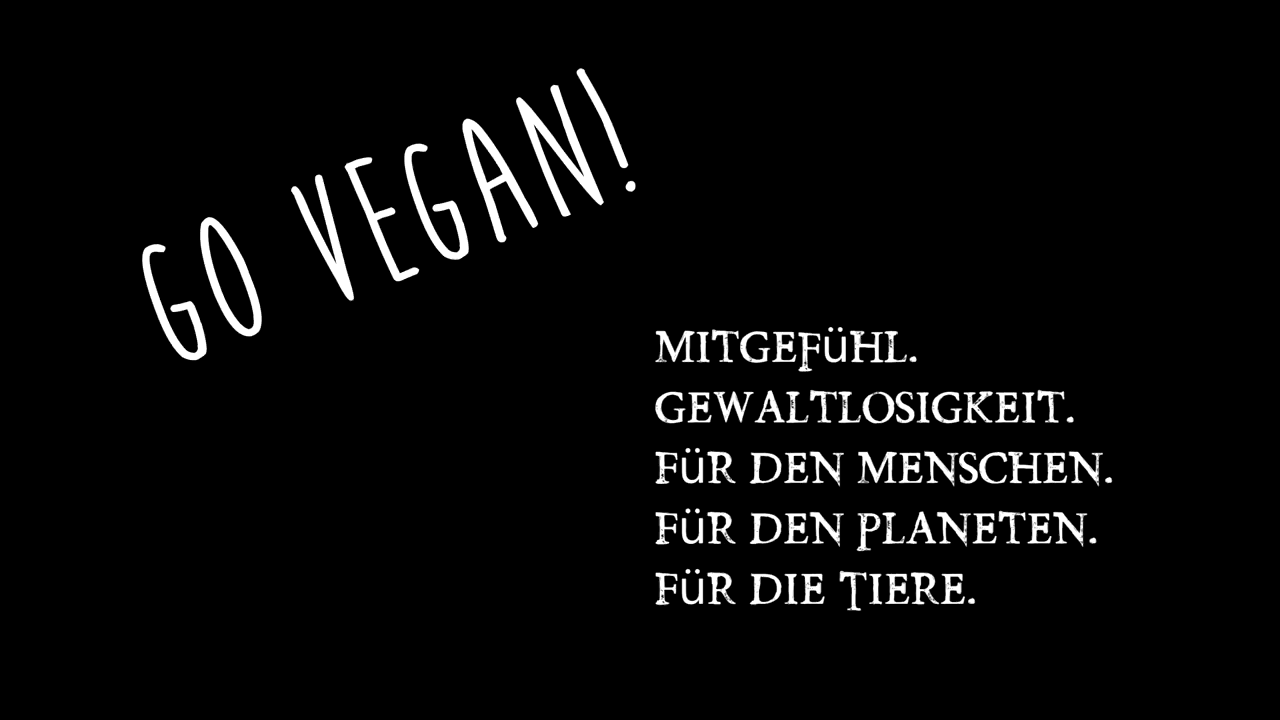 GO VEGAN!
MITGEFÜHL.
GEWALTLOSIGKEIT.
FÜR DEN MENSCHEN.
FÜR DEN PLANETEN.
FÜR DIE TIERE.